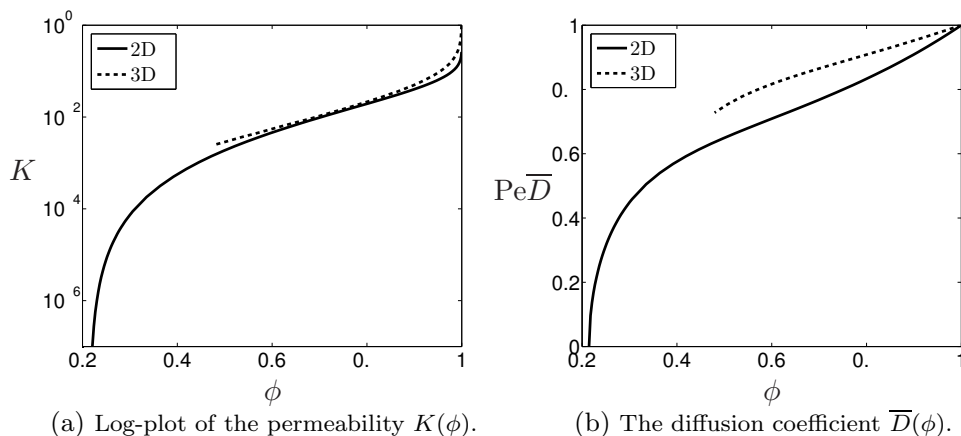 10^0
10^2
10^4
10^6
K
2D
3D
0.2
0.4
0.6
0.
1
ϕ
(a) Log-plot of the permeability K(ϕ).
1
0.
0.6
0.4
0.2
0
Pe\overline{D}
2D
3D
0.2
0.4
0.6
0.
1
ϕ
(b) The diffusion coefficient \overline{D}(ϕ).